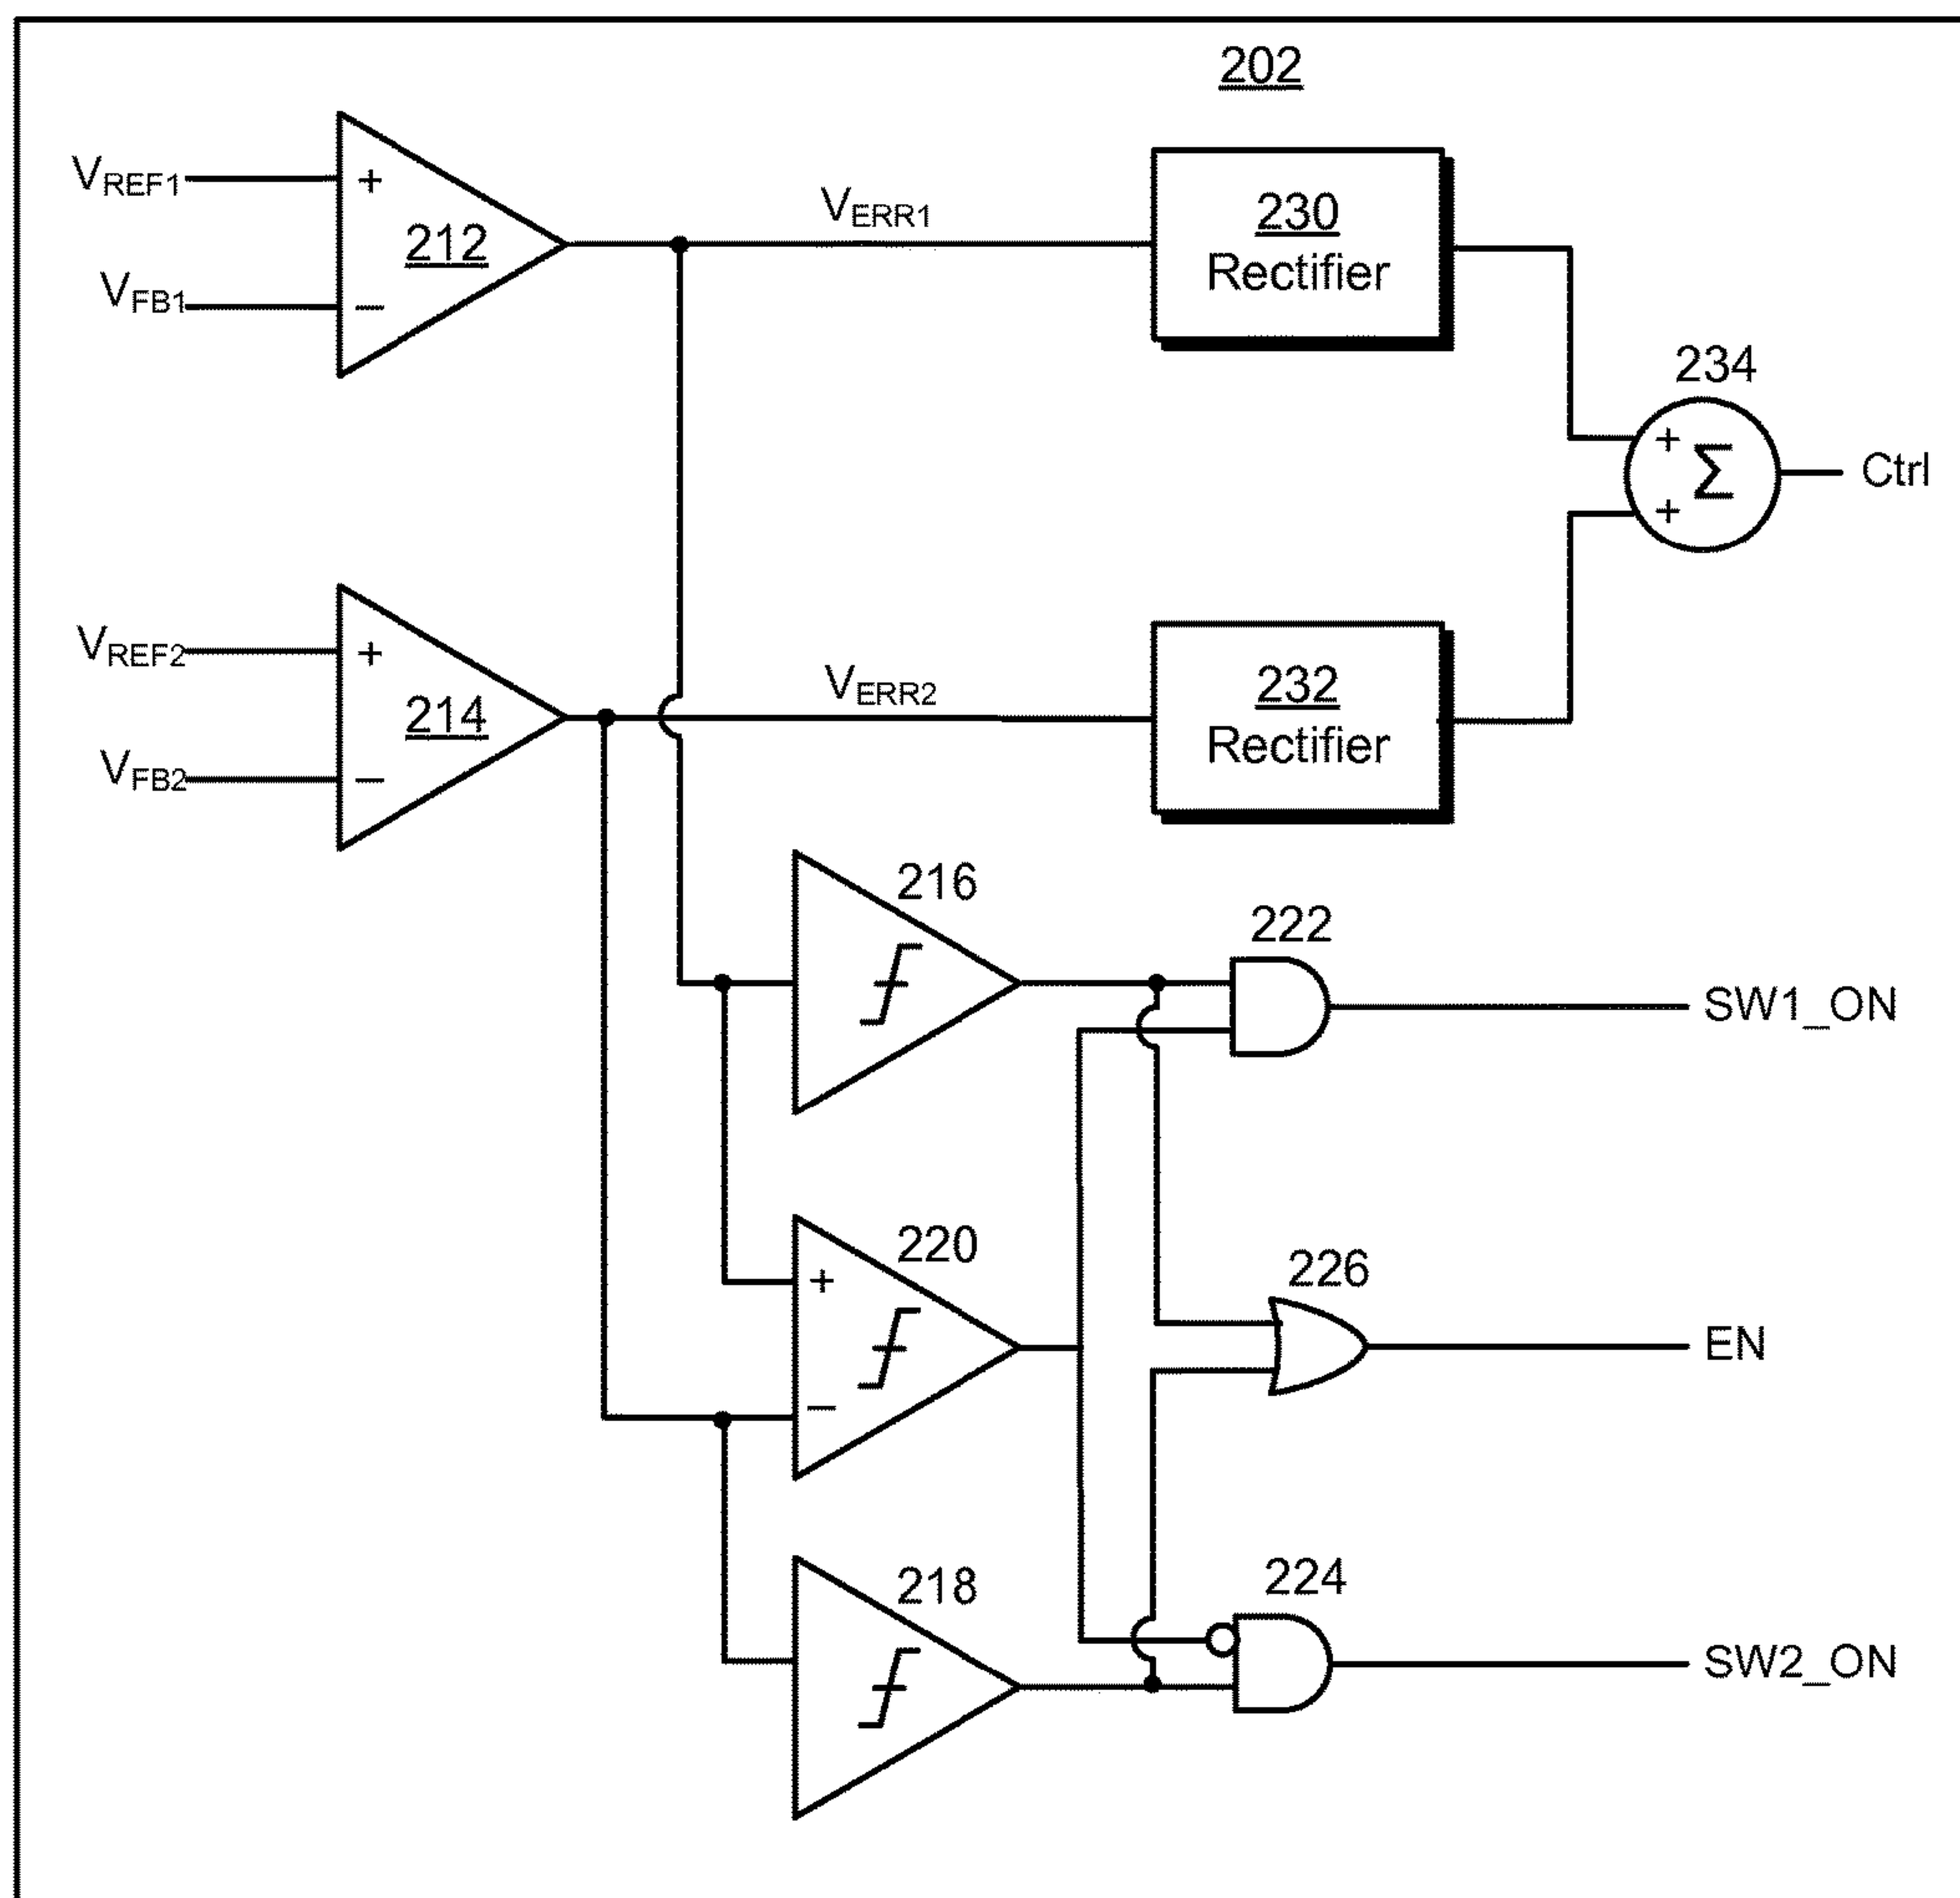 202
VREF1
+
212
VFB1
−
VERR1
230
Rectifier
234
+
Σ
+
Ctrl
VREF2
+
214
VFB2
−
VERR2
232
Rectifier
216
222
SW1_ON
220
+
−
226
EN
218
224
SW2_ON